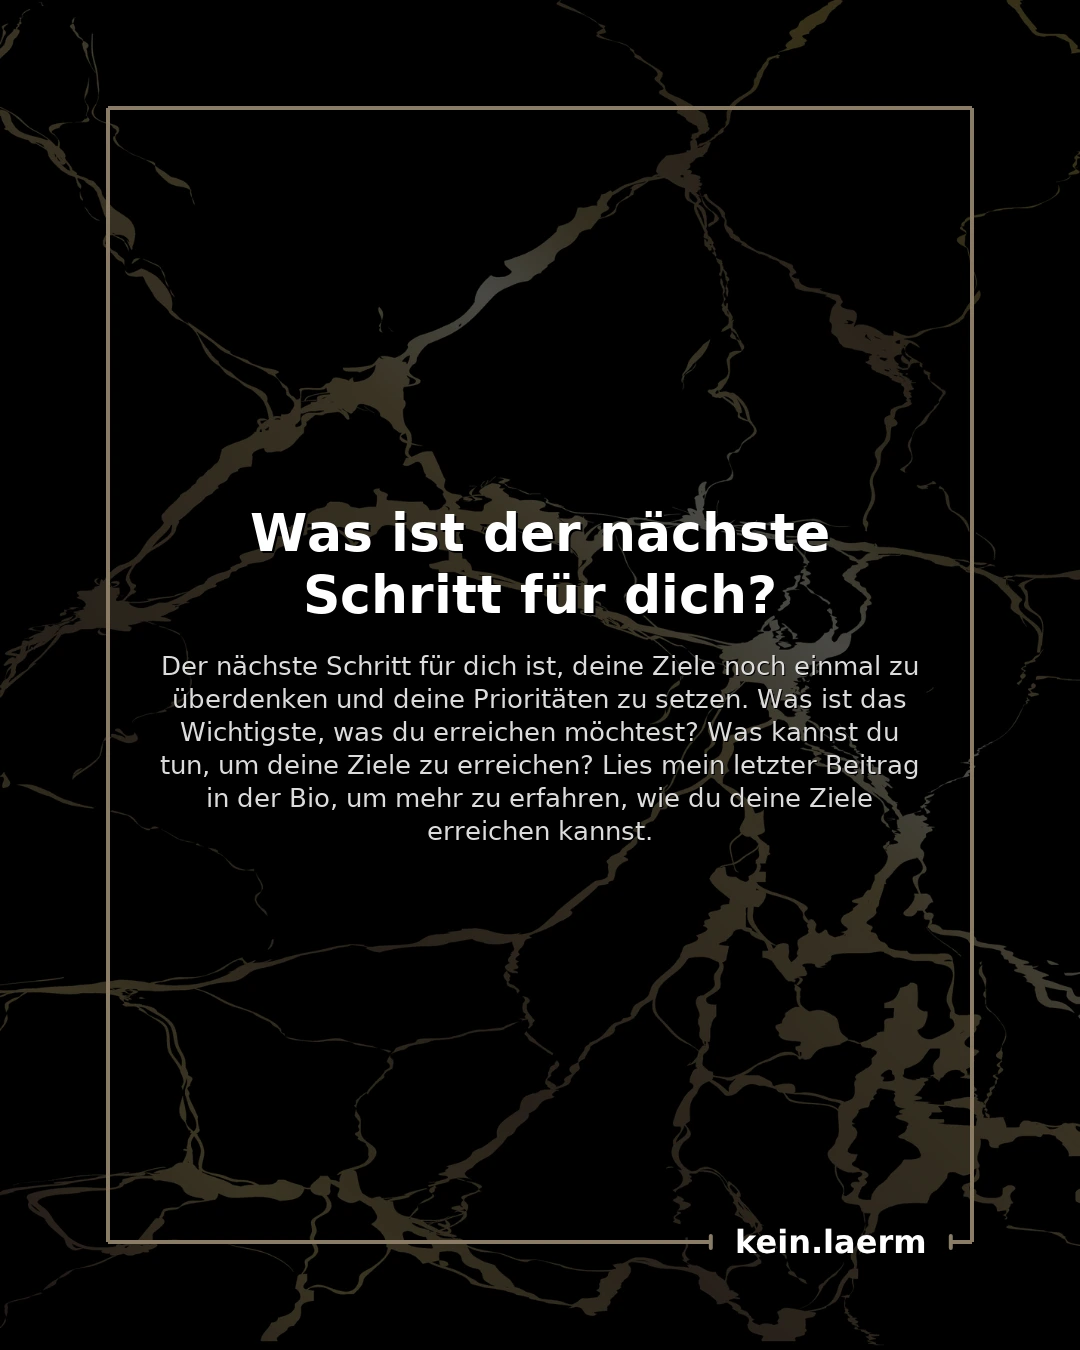 Was ist der nächste
Schritt für dich?
Der nächste Schritt für dich ist, deine Ziele noch einmal zu
überdenken und deine Prioritäten zu setzen. Was ist das
Wichtigste, was du erreichen möchtest? Was kannst du
tun, um deine Ziele zu erreichen? Lies mein letzter Beitrag
in der Bio, um mehr zu erfahren, wie du deine Ziele
erreichen kannst.
kein.laerm